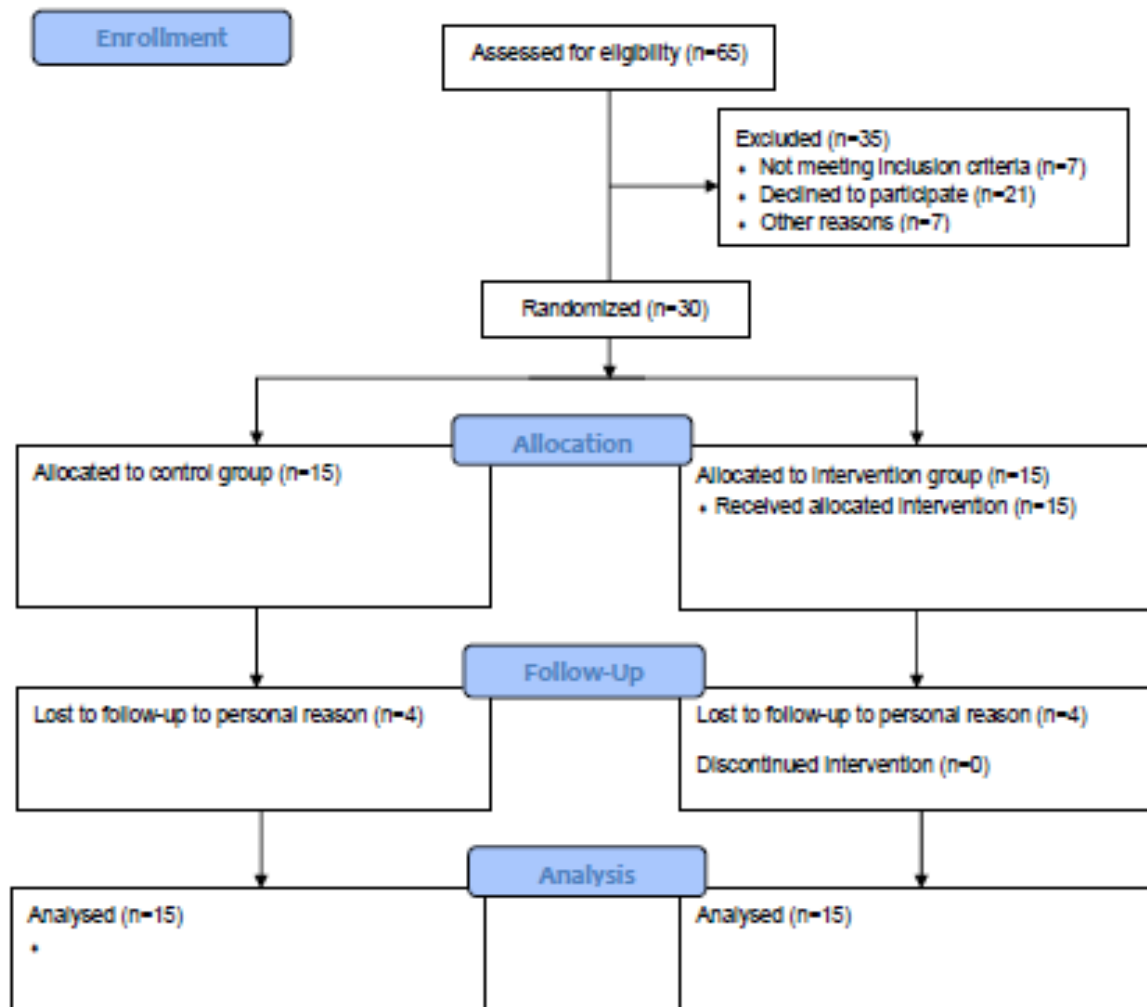 Enrollment
Assessed for eligibility (n=65)
Excluded (n=35)
• Not meeting inclusion criteria (n=7)
• Declined to participate (n=21)
• Other reasons (n=7)
Randomized (n=30)
Allocation
Allocated to control group (n=15)
Allocated to intervention group (n=15)
• Received allocated intervention (n=15)
Follow-Up
Lost to follow-up to personal reason (n=4)
Lost to follow-up to personal reason (n=4)
Discontinued intervention (n=0)
Analysis
Analysed (n=15)
•
Analysed (n=15)